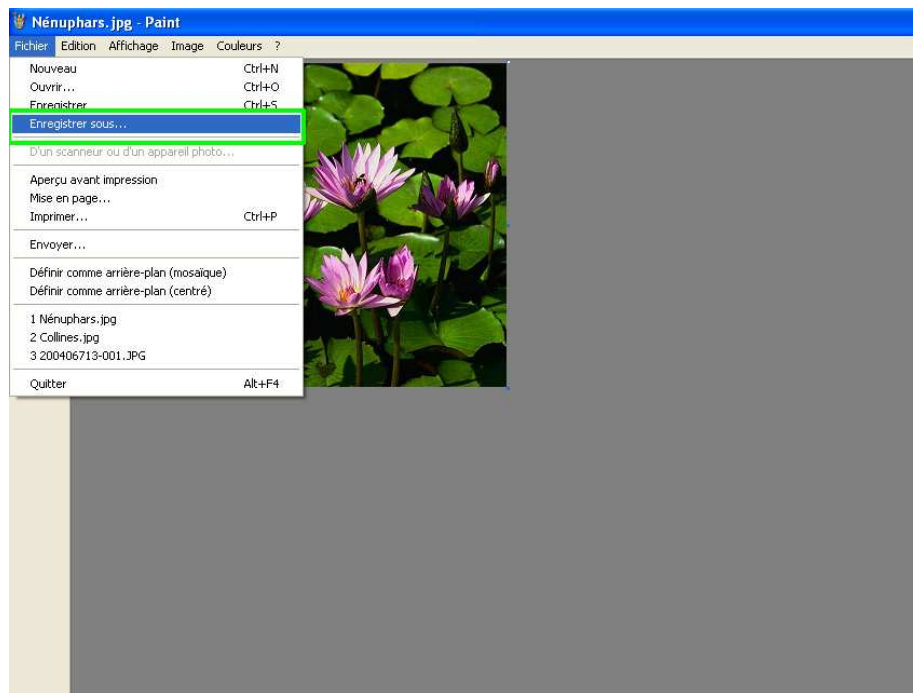 Nénuphars.jpg - Paint
Fichier Edition Affichage Image Couleurs ?
Nouveau Ctrl+N
Ouvrir... Ctrl+O
Enregistrer Ctrl+S
Enregistrer sous...
D'un scanneur ou d'un appareil photo...
Aperçu avant impression
Mise en page...
Imprimer... Ctrl+P
Envoyer...
Définir comme arrière-plan (mosaïque)
Définir comme arrière-plan (centré)
1 Nénuphars.jpg
2 Collines.jpg
3 200406713-001.JPG
Quitter Alt+F4